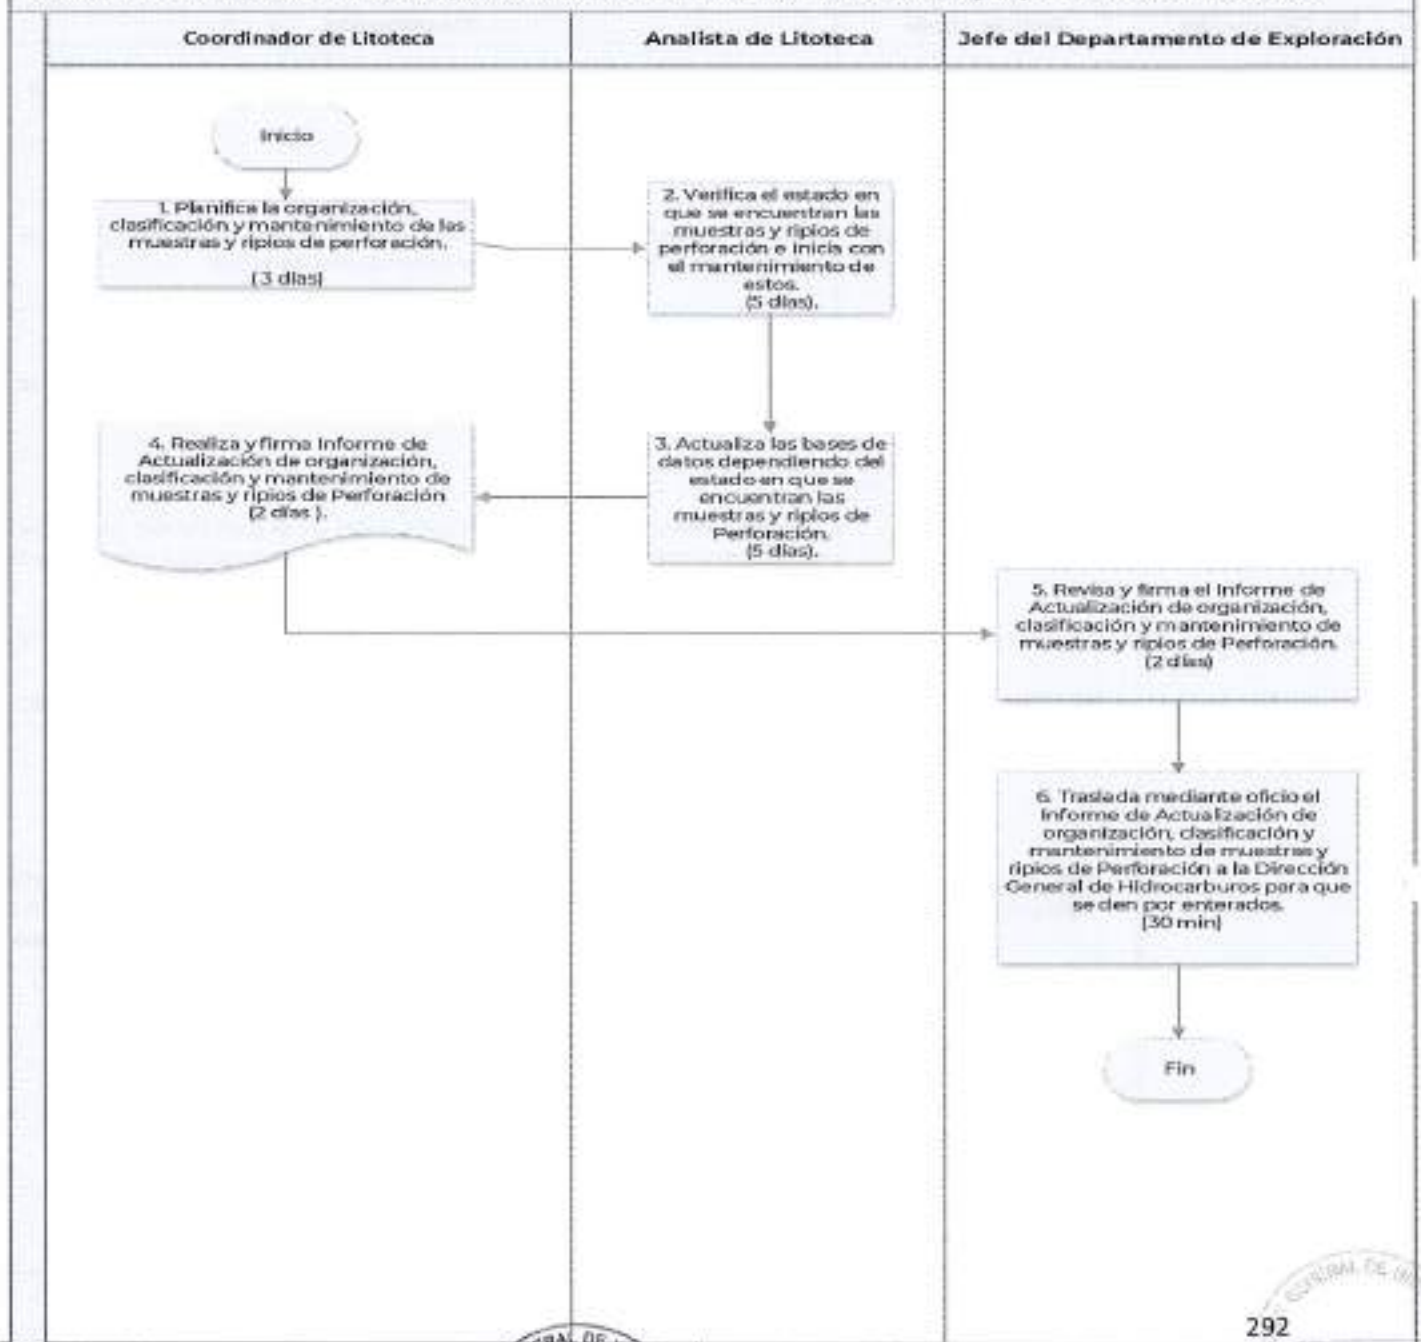 Coordinador de Litoteca
Analista de Litoteca
Jefe del Departamento de Exploración
Inicio
1. Planifica la organización,
clasificación y mantenimiento de las
muestras y ripios de perforación.
(3 días)
2. Verifica el estado en
que se encuentran las
muestras y ripios de
perforación e inicia con
el mantenimiento de
estos.
(5 días).
3. Actualiza las bases de
datos dependiendo del
estado en que se
encuentran las
muestras y ripios de
Perforación.
(5 días).
4. Realiza y firma Informe de
Actualización de organización,
clasificación y mantenimiento de
muestras y ripios de Perforación
(2 días ).
5. Revisa y firma el Informe de
Actualización de organización,
clasificación y mantenimiento de
muestras y ripios de Perforación.
(2 días)
6. Traslada mediante oficio el
Informe de Actualización de
organización, clasificación y
mantenimiento de muestras y
ripios de Perforación a la Dirección
General de Hidrocarburos para que
se den por enterados.
(30 min)
Fin
GENERAL DE
292
DE